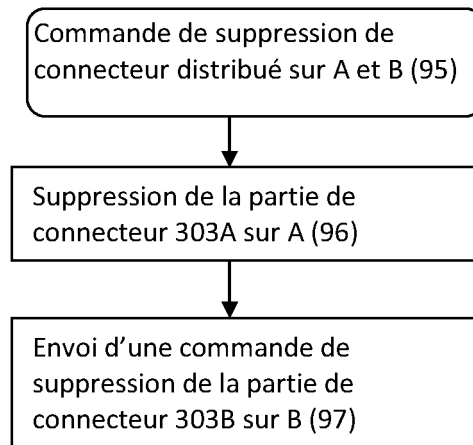 Commande de suppression de
connecteur distribué sur A et B (95)
Suppression de la partie de
connecteur 303A sur A (96)
Envoi d’une commande de
suppression de la partie de
connecteur 303B sur B (97)